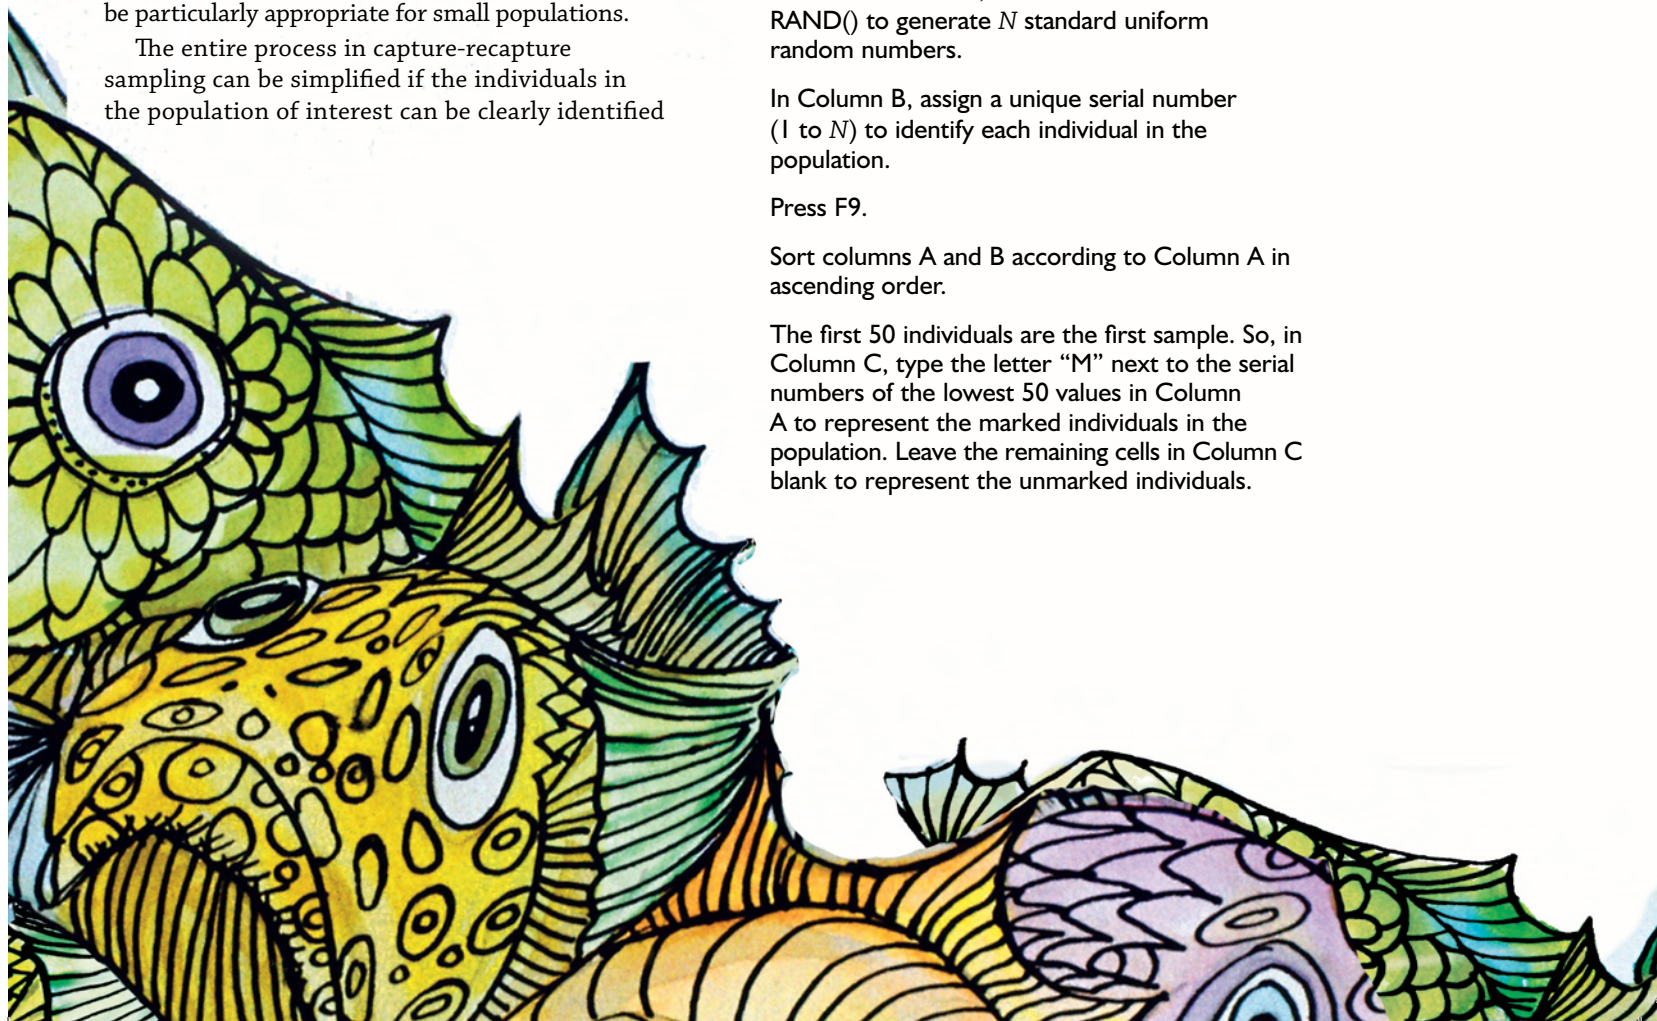 be particularly appropriate for small populations.
The entire process in capture-recapture
sampling can be simplified if the individuals in
the population of interest can be clearly identified
RAND() to generate N standard uniform
random numbers.
In Column B, assign a unique serial number
(1 to N) to identify each individual in the
population.
Press F9.
Sort columns A and B according to Column A in
ascending order.
The first 50 individuals are the first sample. So, in
Column C, type the letter “M” next to the serial
numbers of the lowest 50 values in Column
A to represent the marked individuals in the
population. Leave the remaining cells in Column C
blank to represent the unmarked individuals.